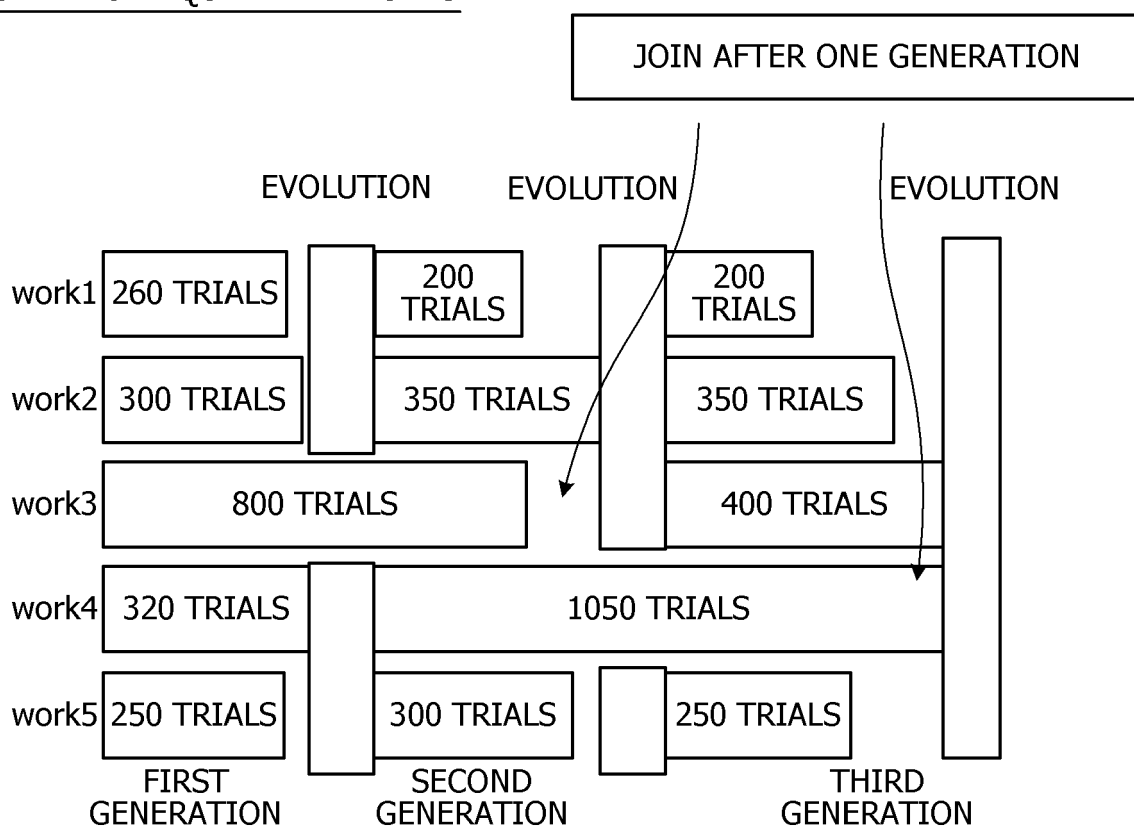 JOIN AFTER ONE GENERATION
EVOLUTION EVOLUTION EVOLUTION
work1 260 TRIALS 200 TRIALS 200 TRIALS
work2 300 TRIALS 350 TRIALS 350 TRIALS
work3 800 TRIALS 400 TRIALS
work4 320 TRIALS 1050 TRIALS
work5 250 TRIALS 300 TRIALS 250 TRIALS
FIRST GENERATION SECOND GENERATION THIRD GENERATION